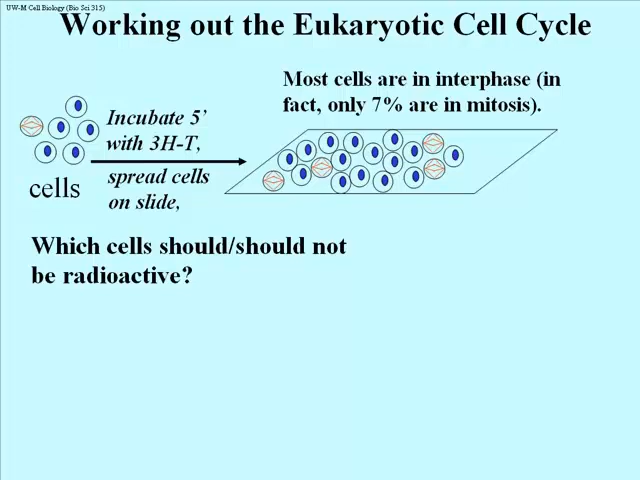 UW-M Cell Biology (Bio Sci 315)
Working out the Eukaryotic Cell Cycle
Most cells are in interphase (in
fact, only 7% are in mitosis).
Incubate 5’
with 3H-T,
spread cells
on slide,
cells
Which cells should/should not
be radioactive?